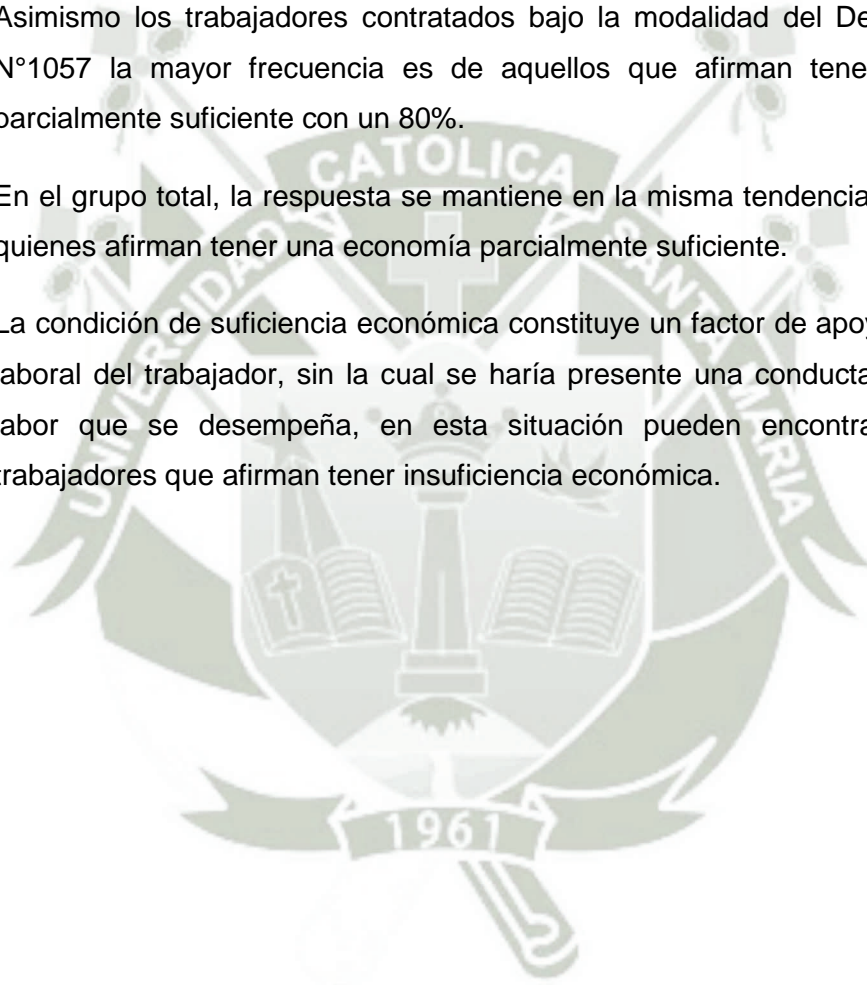 Asimismo los trabajadores contratados bajo la modalidad del De
N°1057 la mayor frecuencia es de aquellos que afirman tene
parcialmente suficiente con un 80%.
En el grupo total, la respuesta se mantiene en la misma tendencia
quienes afirman tener una economía parcialmente suficiente.
La condición de suficiencia económica constituye un factor de apoy
laboral del trabajador, sin la cual se haría presente una conducta
labor que se desempeña, en esta situación pueden encontra
trabajadores que afirman tener insuficiencia económica.
UNIVERSIDAD CATOLICA SANTA MARIA
1961